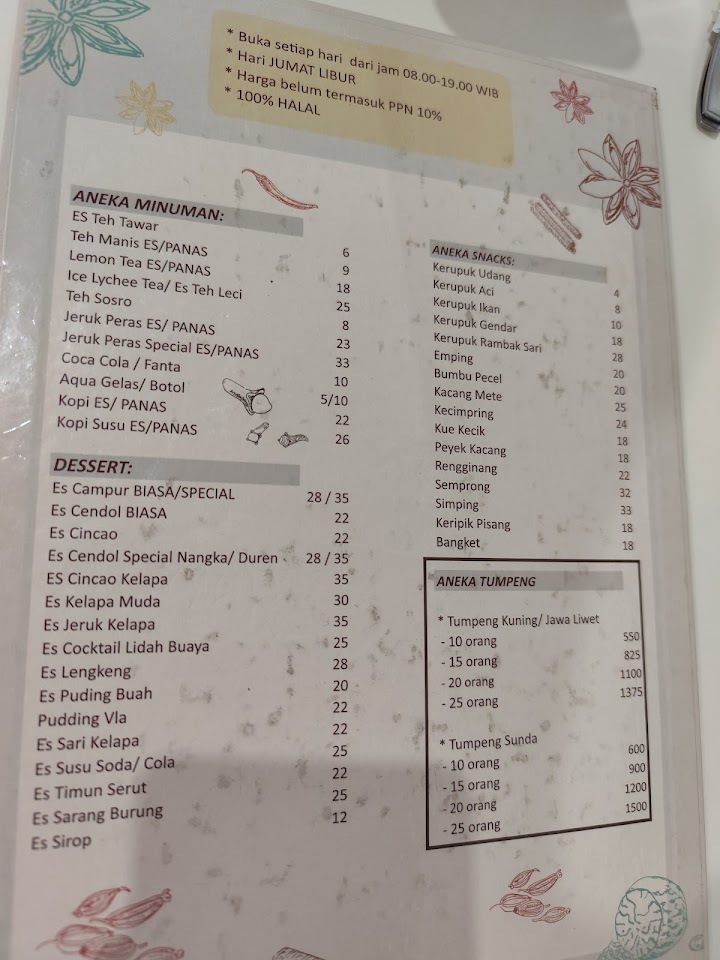 * Buka setiap hari dari jam 08.00-19.00 WIB
* Hari JUMAT LIBUR
* Harga belum termasuk PPN 10%
* 100% HALAL
ANEKA MINUMAN:
ES Teh Tawar 6
Teh Manis ES/PANAS 9
Lemon Tea ES/PANAS 18
Ice Lychee Tea/ Es Teh Leci 25
Teh Sosro 8
Jeruk Peras ES/ PANAS 23
Jeruk Peras Special ES/PANAS 33
Coca Cola / Fanta 10
Aqua Gelas/ Botol 5/10
Kopi ES/ PANAS 22
Kopi Susu ES/PANAS 26
DESSERT:
Es Campur BIASA/SPECIAL 28 / 35
Es Cendol BIASA 22
Es Cincao 22
Es Cendol Special Nangka/ Duren 28 / 35
ES Cincao Kelapa 35
Es Kelapa Muda 30
Es Jeruk Kelapa 35
Es Cocktail Lidah Buaya 25
Es Lengkeng 28
Es Puding Buah 20
Pudding Vla 22
Es Sari Kelapa 22
Es Susu Soda/ Cola 25
Es Timun Serut 22
Es Sarang Burung 25
Es Sirop 12
ANEKA SNACKS:
Kerupuk Udang 4
Kerupuk Aci 8
Kerupuk Ikan 10
Kerupuk Gendar 18
Kerupuk Rambak Sari 28
Emping 20
Bumbu Pecel 20
Kacang Mete 25
Kecimpring 24
Kue Kecik 18
Peyek Kacang 18
Rengginang 22
Semprong 32
Simping 33
Keripik Pisang 18
Bangket 18
ANEKA TUMPENG
* Tumpeng Kuning/ Jawa Liwet
- 10 orang 550
- 15 orang 825
- 20 orang 1100
- 25 orang 1375
* Tumpeng Sunda
- 10 orang 600
- 15 orang 900
- 20 orang 1200
- 25 orang 1500